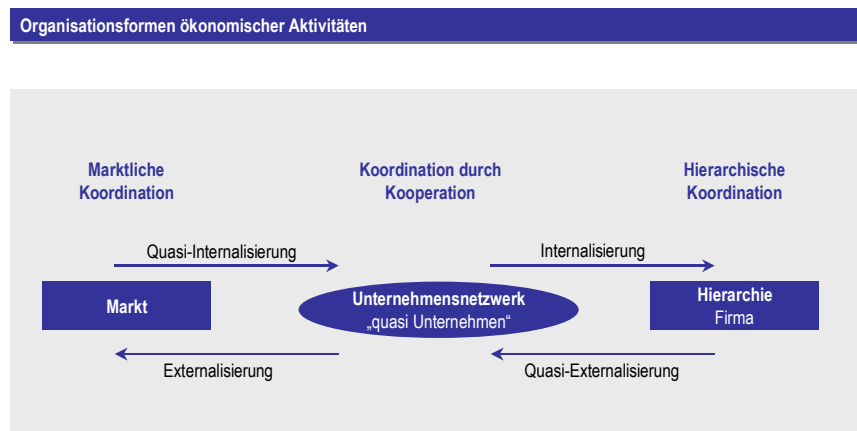 Organisationsformen ökonomischer Aktivitäten
Marktliche
Koordination
Koordination durch
Kooperation
Hierarchische
Koordination
Quasi-Internalisierung
Internalisierung
Markt
Unternehmensnetzwerk
„quasi Unternehmen“
Hierarchie
Firma
Externalisierung
Quasi-Externalisierung